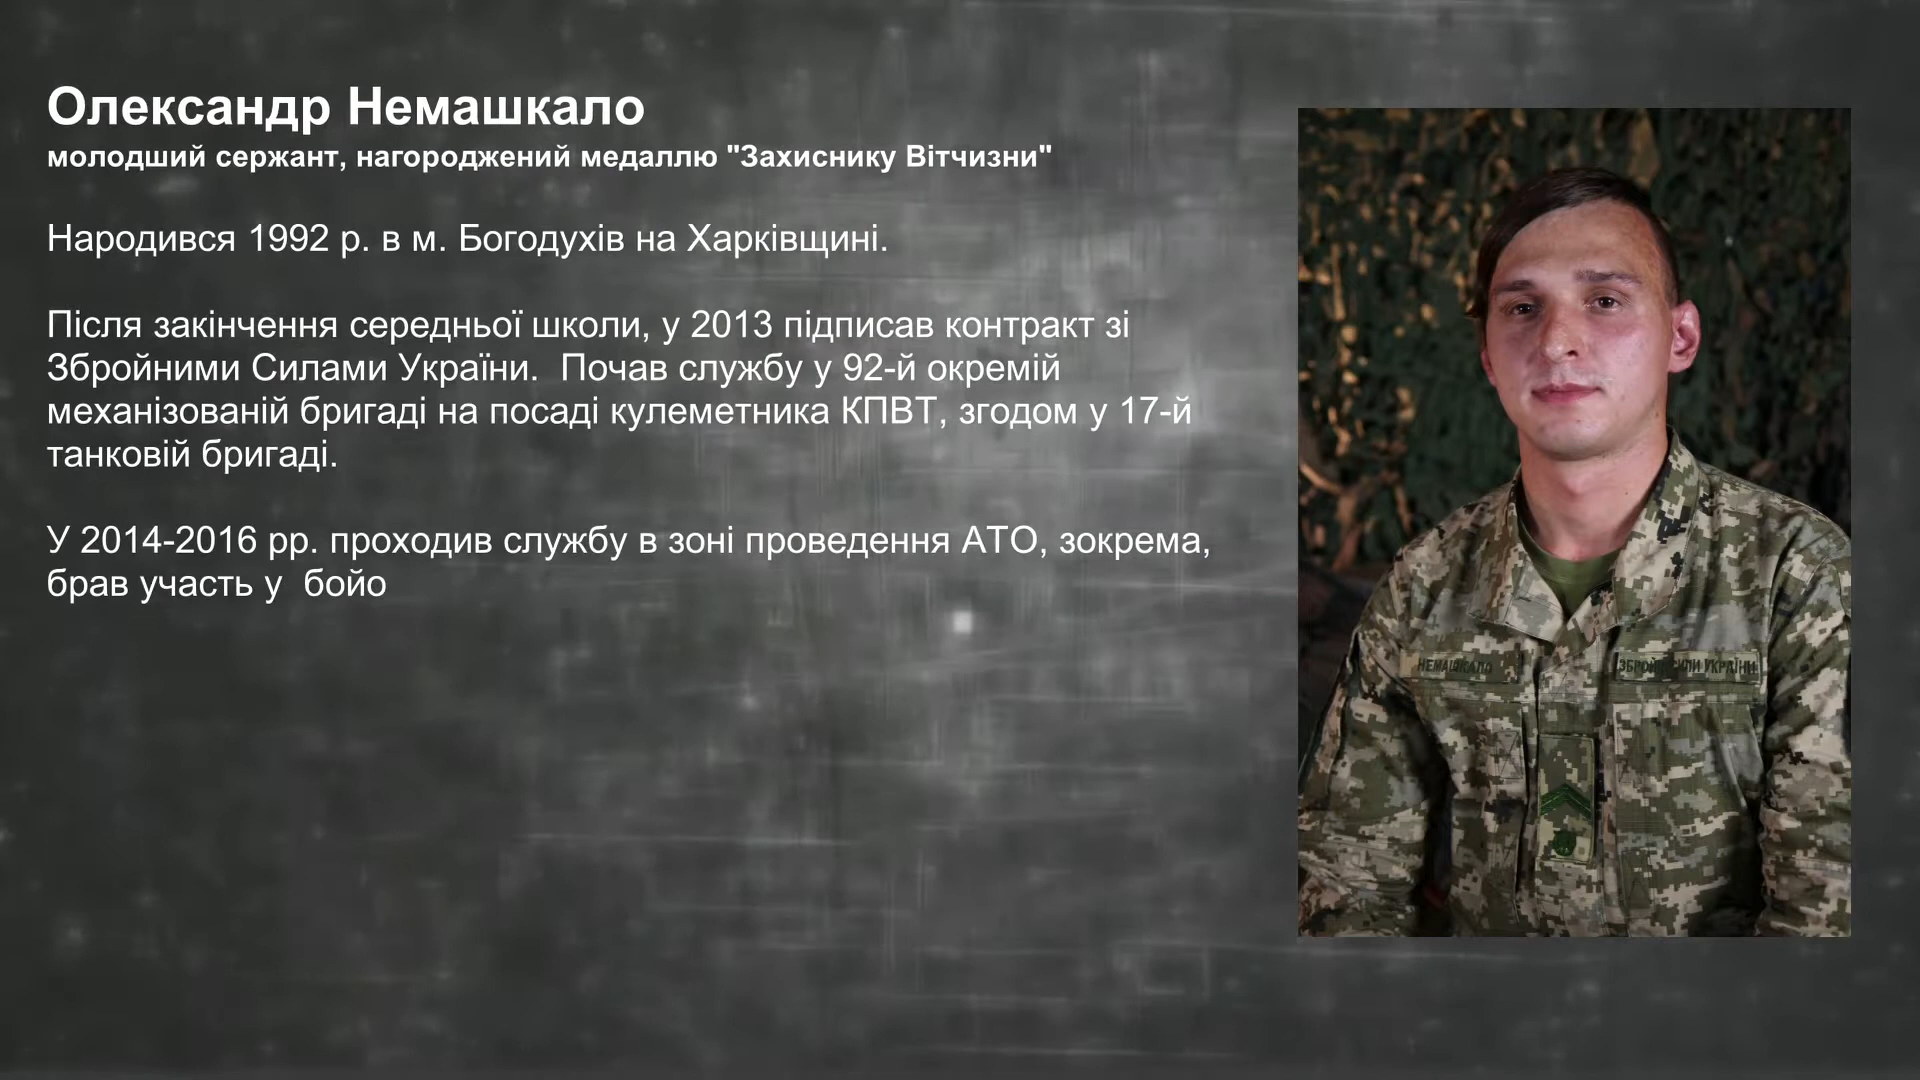 Олександр Немашкало
молодший сержант, нагороджений медаллю "Захиснику Вітчизни"
Народився 1992 р. в м. Богодухів на Харківщині.
Після закінчення середньої школи, у 2013 підписав контракт зі
Збройними Силами України.  Почав службу у 92-й окремій
механізованій бригаді на посаді кулеметника КПВТ, згодом у 17-й
танковій бригаді.
У 2014-2016 рр. проходив службу в зоні проведення АТО, зокрема,
брав участь у  бойо
НЕМАШКАЛО
УКРАЇНИ